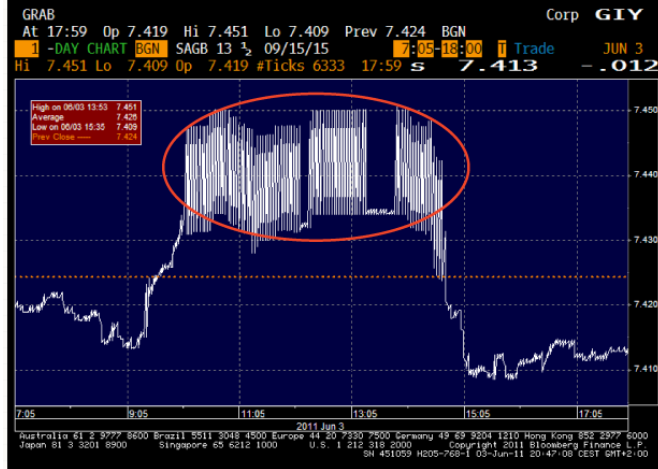 GRAB Corp GIY
At 17:59 Op 7.419 Hi 7.451 Lo 7.409 Prev 7.424 BGN
1 -DAY CHART BGN SAGB 13 ½ 09/15/15 7:05-18:00 T Trade JUN 3
Hi 7.451 Lo 7.409 Op 7.419 #Ticks 6333 17:59 s 7.413 -.012
High on 06/03 13:53 7.451
Average 7.426
Low on 06/03 15:35 7.409
Prev Close ---- 7.424
7.450
7.440
7.430
7.420
7.410
7:05 9:05 11:05 13:05 15:05 17:05
2011 Jun 3
Australia 61 2 9777 8600 Brazil 5511 3048 4500 Europe 44 20 7330 7500 Germany 49 69 9204 1210 Hong Kong 852 2977 6000
Japan 81 3 3201 8900 Singapore 65 6212 1000 U.S. 1 212 318 2000 Copyright 2011 Bloomberg Finance L.P.
SN 451059 H205-768-1 03-Jun-11 20:47:08 CEST GMT+2:00